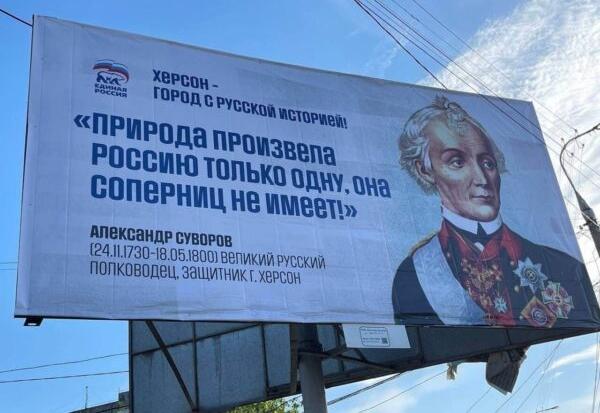 ЕДИНАЯ
РОССИЯ
ХЕРСОН -
ГОРОД С РУССКОЙ ИСТОРИЕЙ!
«ПРИРОДА ПРОИЗВЕЛА
РОССИЮ ТОЛЬКО ОДНУ, ОНА
СОПЕРНИЦ НЕ ИМЕЕТ!»
АЛЕКСАНДР СУВОРОВ
(24.11.1730-18.05.1800) ВЕЛИКИЙ РУССКИЙ
ПОЛКОВОДЕЦ, ЗАЩИТНИК Г. ХЕРСОН